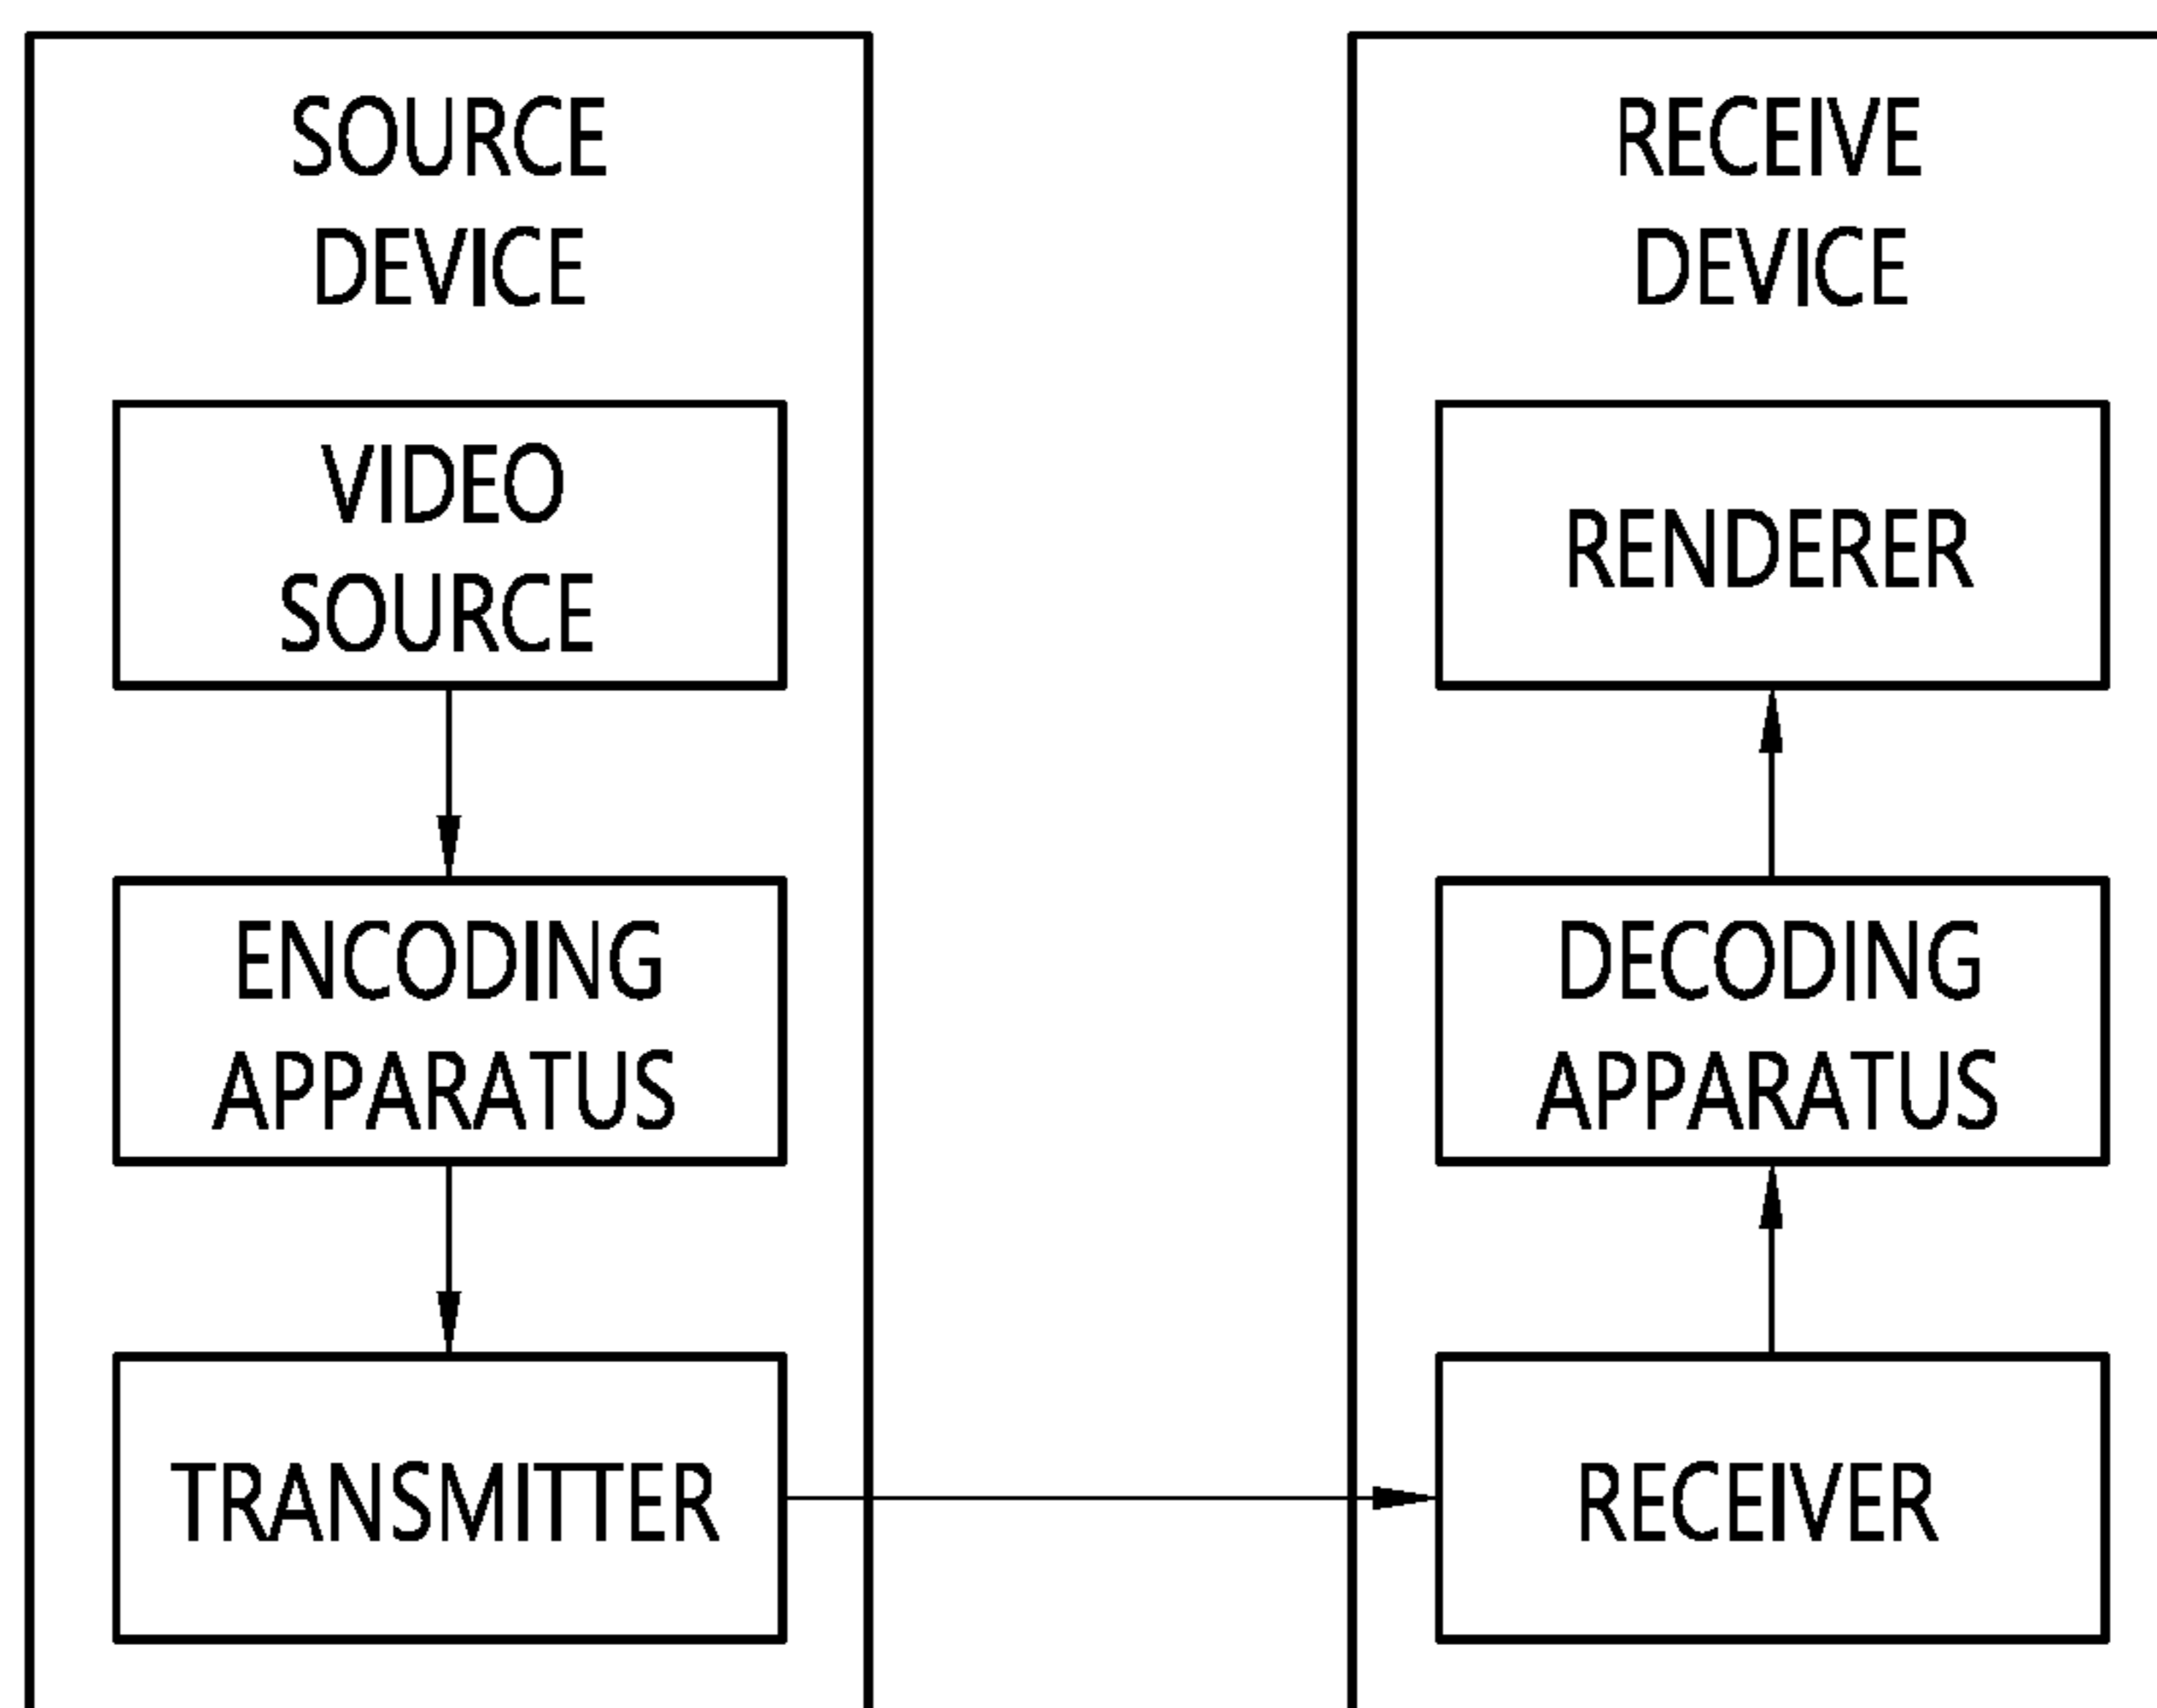 SOURCE
DEVICE
VIDEO
SOURCE
ENCODING
APPARATUS
TRANSMITTER
RECEIVE
DEVICE
RENDERER
DECODING
APPARATUS
RECEIVER